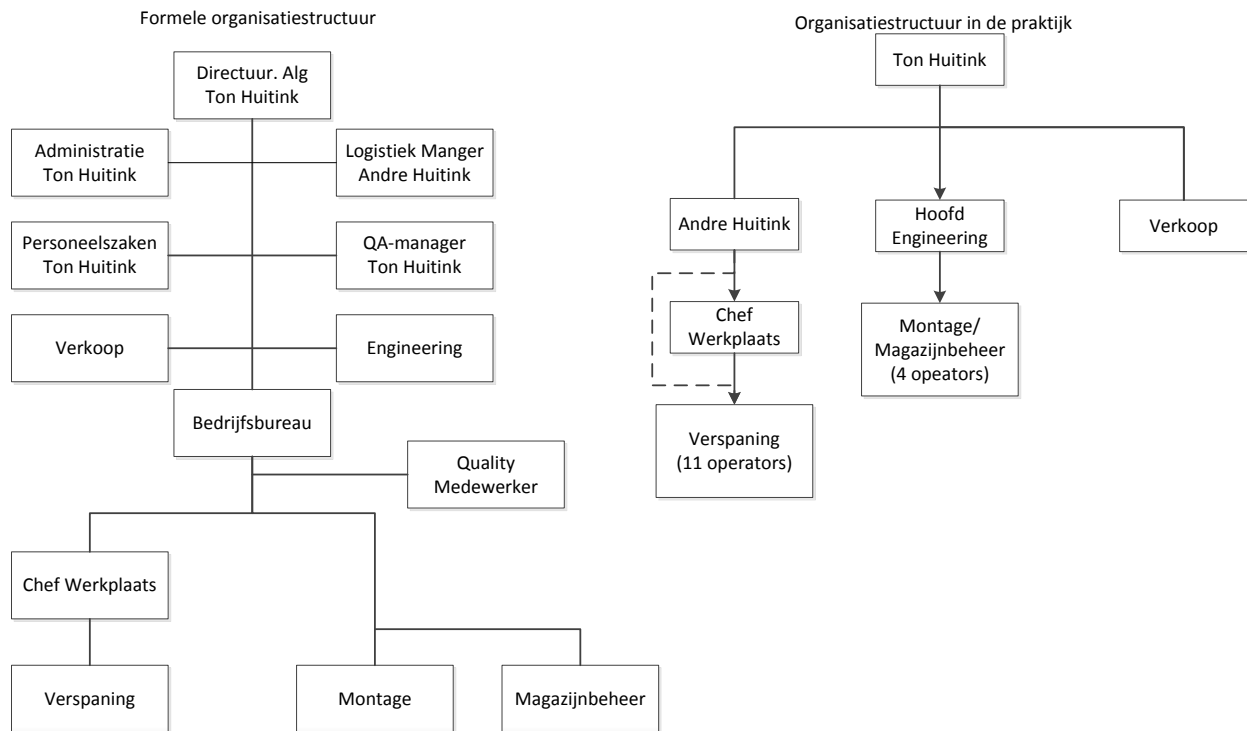 Formele organisatiestructuur
Directuur. Alg
Ton Huitink
Administratie
Ton Huitink
Logistiek Manger
Andre Huitink
Personeelszaken
Ton Huitink
QA-manager
Ton Huitink
Verkoop
Engineering
Bedrijfsbureau
Quality
Medewerker
Chef Werkplaats
Verspaning
Montage
Magazijnbeheer
Organisatiestructuur in de praktijk
Ton Huitink
Andre Huitink
Hoofd
Engineering
Verkoop
Chef
Werkplaats
Montage/
Magazijnbeheer
(4 opeators)
Verspaning
(11 operators)